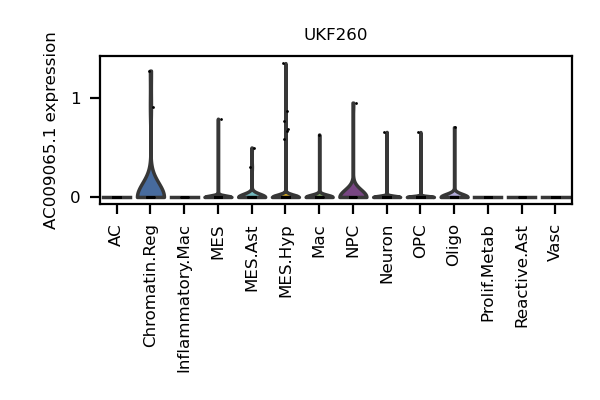 UKF260
AC009065.1 expression
1
0
AC
Chromatin.Reg
Inflammatory.Mac
MES
MES.Ast
MES.Hyp
Mac
NPC
Neuron
OPC
Oligo
Prolif.Metab
Reactive.Ast
Vasc